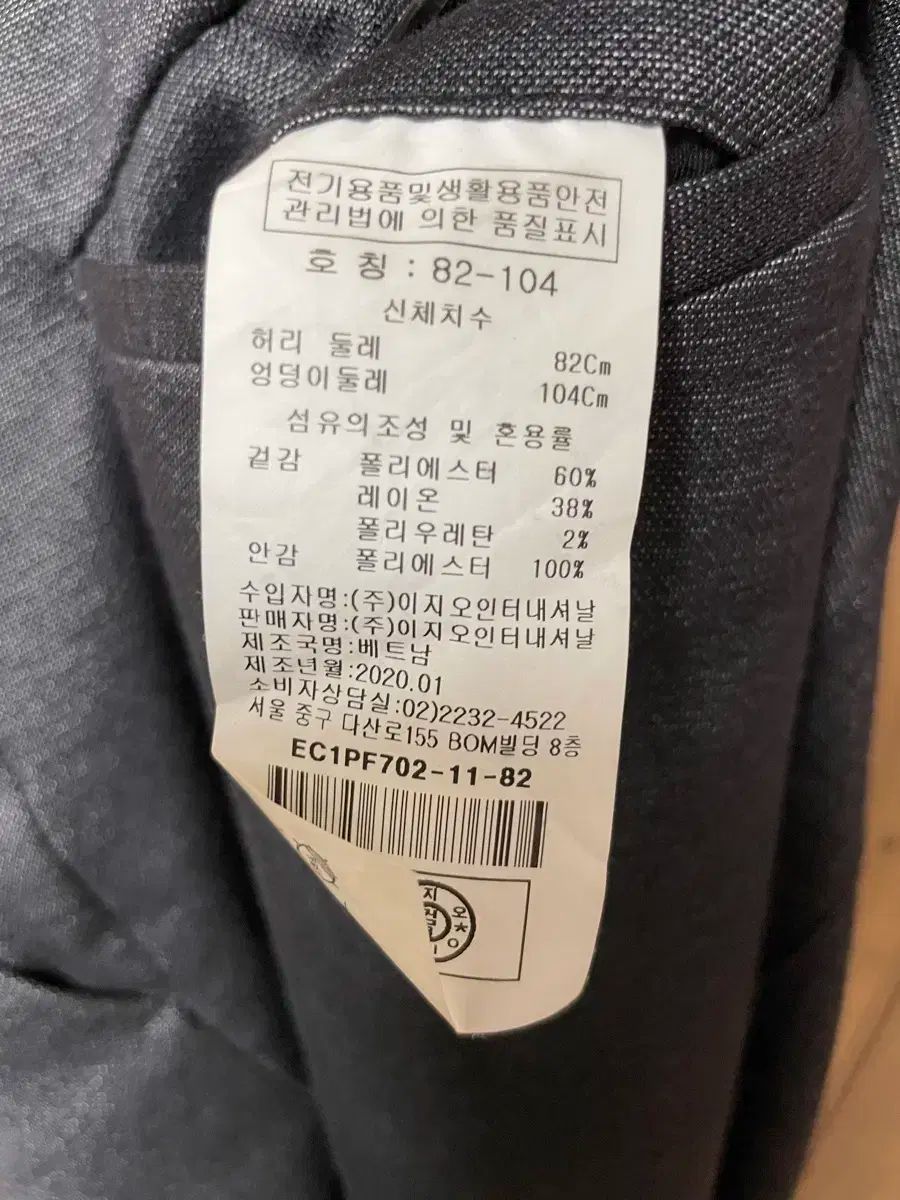 전기용품및생활용품안전
관리법에 의한 품질표시
호 칭 : 82-104
신체치수
허리 둘레 82Cm
엉덩이둘레 104Cm
섬유의조성 및 혼용률
겉감 폴리에스터 60%
레이온 38%
폴리우레탄 2%
안감 폴리에스터 100%
수입자명:(주)이지오인터내셔날
판매자명:(주)이지오인터내셔날
제조국명:베트남
제조년월:2020.01
소비자상담실:02)2232-4522
서울 중구 다산로155 BOM빌딩 8층
EC1PF702-11-82